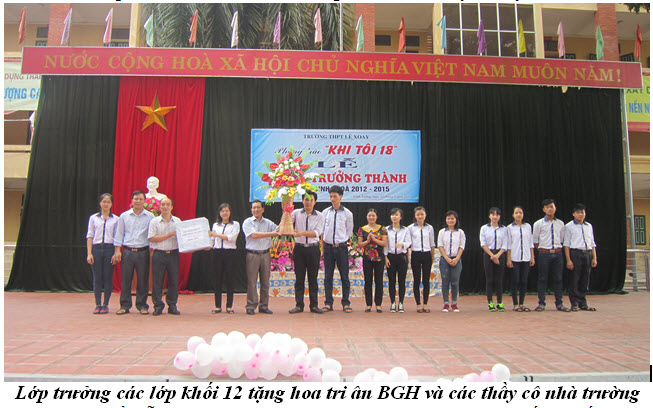 NƯỚC CỘNG HOÀ XÃ HỘI CHỦ NGHĨA VIỆT NAM MUÔN NĂM!
TRƯỜNG THPT LÊ XOAY
"KHI TÔI 18"
LỄ
TRƯỞNG THÀNH
KHOÁ 2012 - 2015
Lớp trưởng các lớp khối 12 tặng hoa tri ân BGH và các thầy cô nhà trường